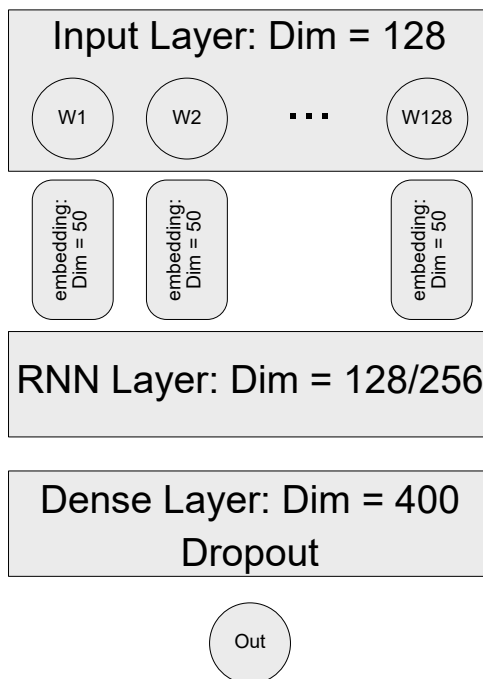 Input Layer: Dim = 128
W1 W2 ... W128
embedding:
Dim = 50
embedding:
Dim = 50
embedding:
Dim = 50
RNN Layer: Dim = 128/256
Dense Layer: Dim = 400
Dropout
Out